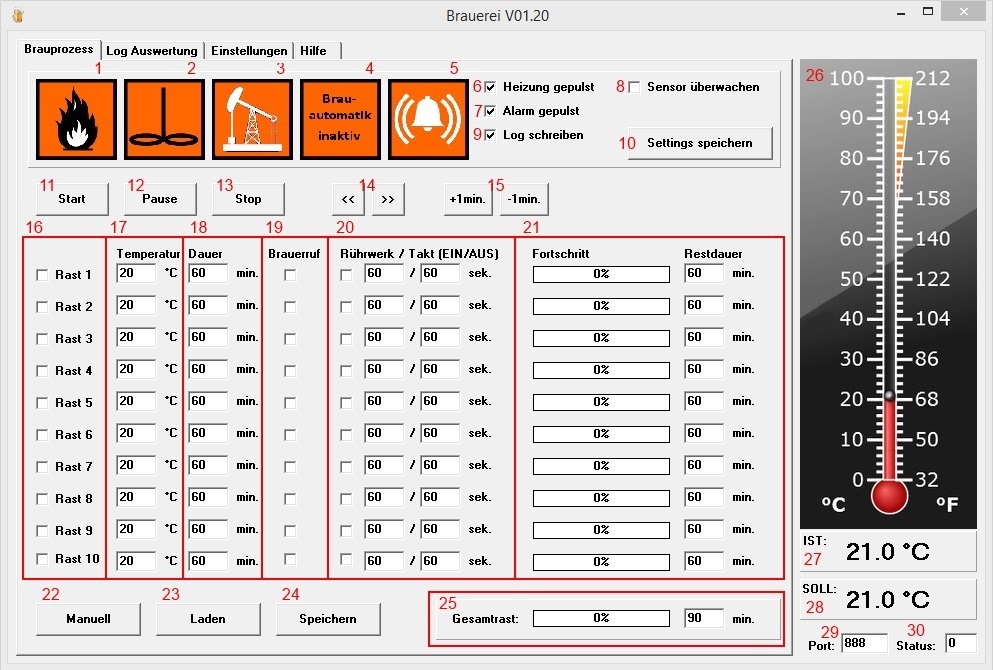 Brauerei V01.20
Brauprozess Log Auswertung Einstellungen Hilfe
1 2 3 4 5
Brau-
automatik
inaktiv
6 Heizung gepulst 8 Sensor überwachen
7 Alarm gepulst
9 Log schreiben
10 Settings speichern
11 12 13 14 15
Start Pause Stop << >> +1min. -1min.
16 17 18 19 20 21
Temperatur Dauer Brauerruf Rührwerk / Takt (EIN/AUS) Fortschritt Restdauer
Rast 1 20 °C 60 min. 60 / 60 sek. 0% 60 min.
Rast 2 20 °C 60 min. 60 / 60 sek. 0% 60 min.
Rast 3 20 °C 60 min. 60 / 60 sek. 0% 60 min.
Rast 4 20 °C 60 min. 60 / 60 sek. 0% 60 min.
Rast 5 20 °C 60 min. 60 / 60 sek. 0% 60 min.
Rast 6 20 °C 60 min. 60 / 60 sek. 0% 60 min.
Rast 7 20 °C 60 min. 60 / 60 sek. 0% 60 min.
Rast 8 20 °C 60 min. 60 / 60 sek. 0% 60 min.
Rast 9 20 °C 60 min. 60 / 60 sek. 0% 60 min.
Rast 10 20 °C 60 min. 60 / 60 sek. 0% 60 min.
22 23 24
Manuell Laden Speichern
25
Gesamtrast: 0% 90 min.
26
100 212
90 194
80 176
70 158
60 140
50 122
40 104
30 86
20 68
10 50
0 32
°C °F
IST:
27 21.0 °C
SOLL:
28 21.0 °C
29 30
Port: 888 Status: 0